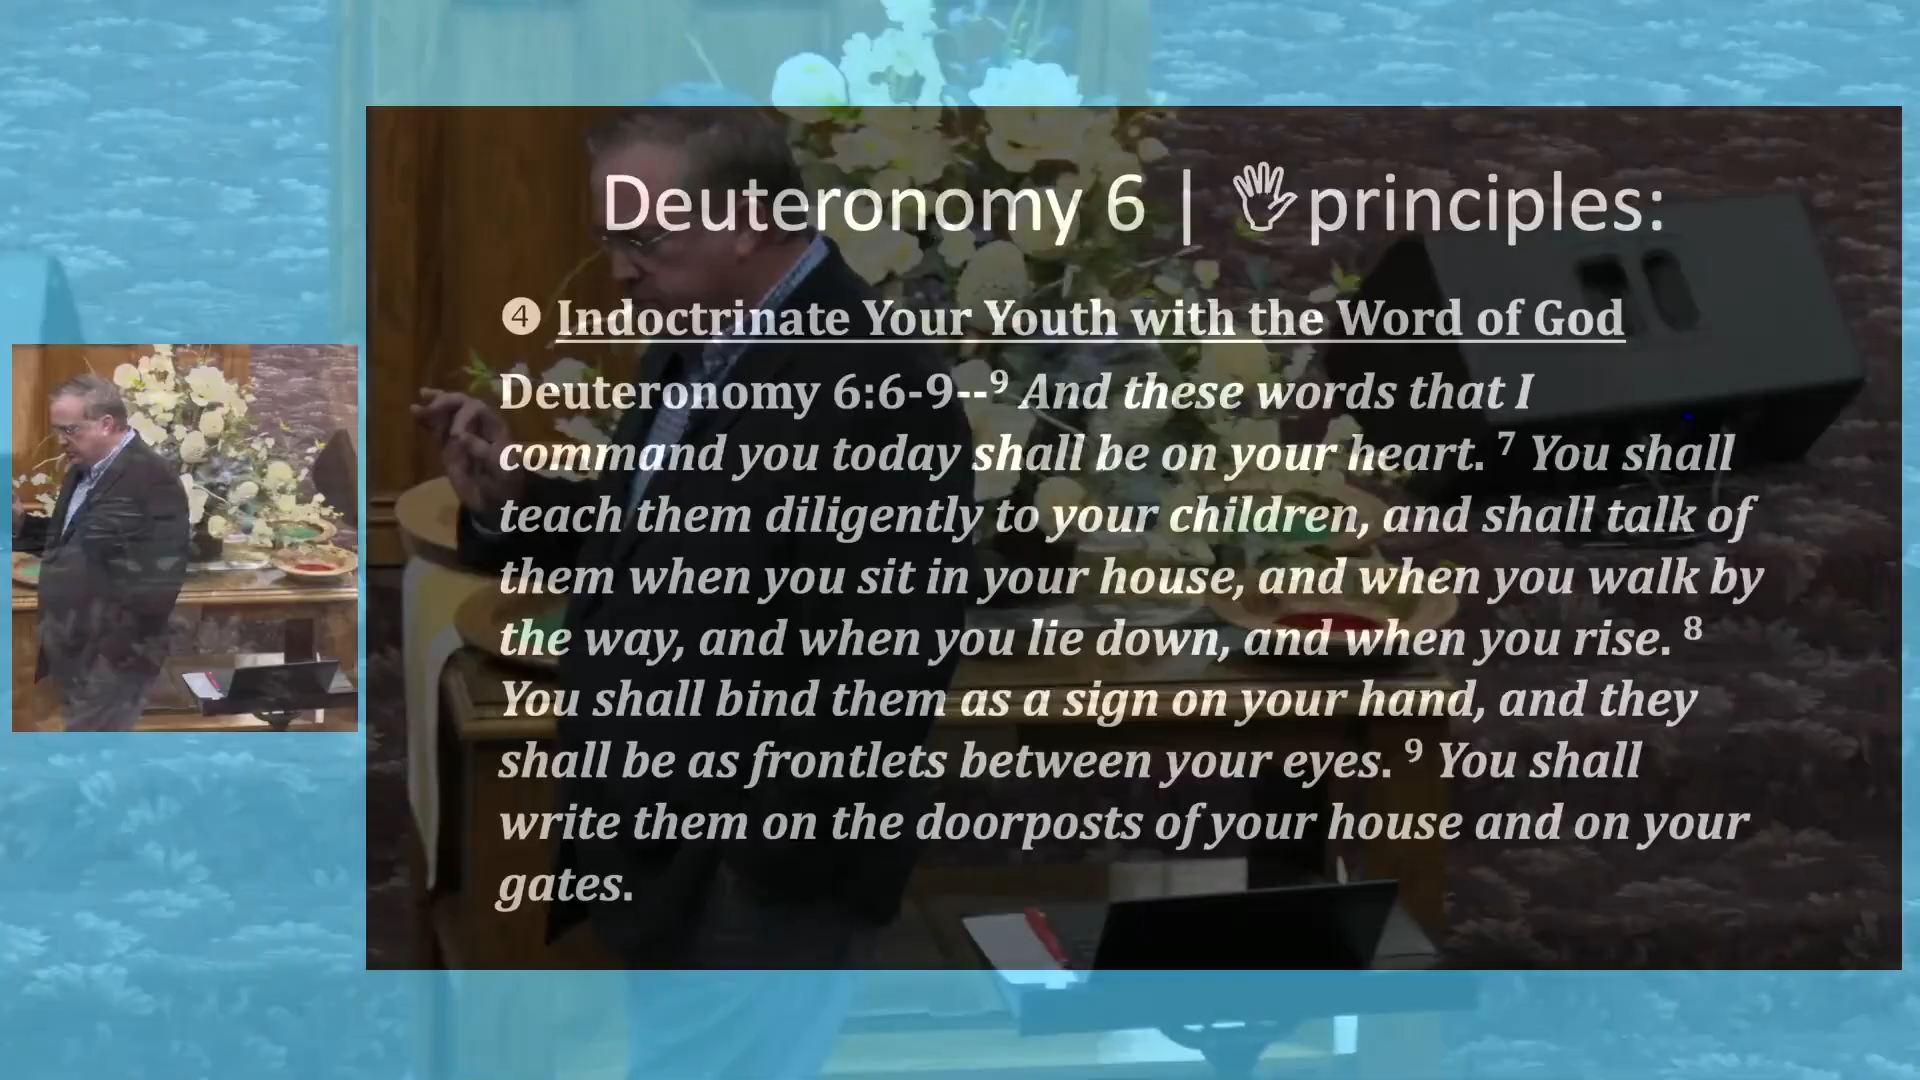 Deuteronomy 6 | 🖐principles:
❹ Indoctrinate Your Youth with the Word of God
Deuteronomy 6:6-9--⁹ And these words that I
command you today shall be on your heart. ⁷ You shall
teach them diligently to your children, and shall talk of
them when you sit in your house, and when you walk by
the way, and when you lie down, and when you rise. ⁸
You shall bind them as a sign on your hand, and they
shall be as frontlets between your eyes. ⁹ You shall
write them on the doorposts of your house and on your
gates.